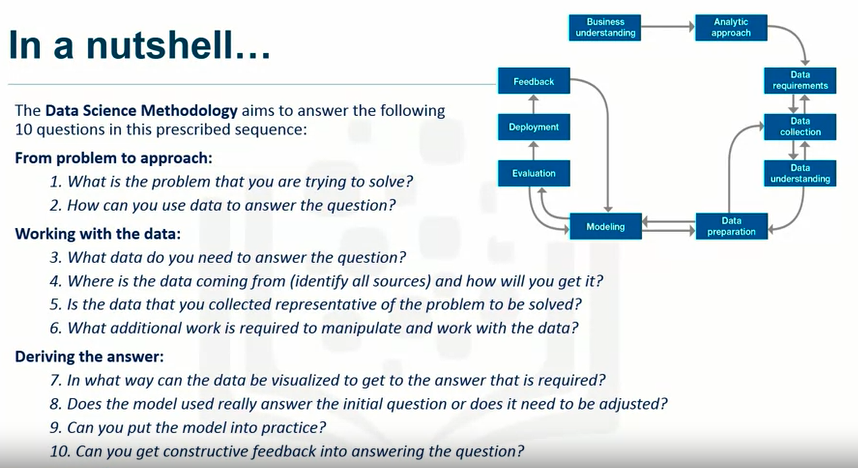 In a nutshell...
The Data Science Methodology aims to answer the following
10 questions in this prescribed sequence:
From problem to approach:
1. What is the problem that you are trying to solve?
2. How can you use data to answer the question?
Working with the data:
3. What data do you need to answer the question?
4. Where is the data coming from (identify all sources) and how will you get it?
5. Is the data that you collected representative of the problem to be solved?
6. What additional work is required to manipulate and work with the data?
Deriving the answer:
7. In what way can the data be visualized to get to the answer that is required?
8. Does the model used really answer the initial question or does it need to be adjusted?
9. Can you put the model into practice?
10. Can you get constructive feedback into answering the question?
Business
understanding
Analytic
approach
Data
requirements
Data
collection
Data
understanding
Data
preparation
Modeling
Evaluation
Deployment
Feedback